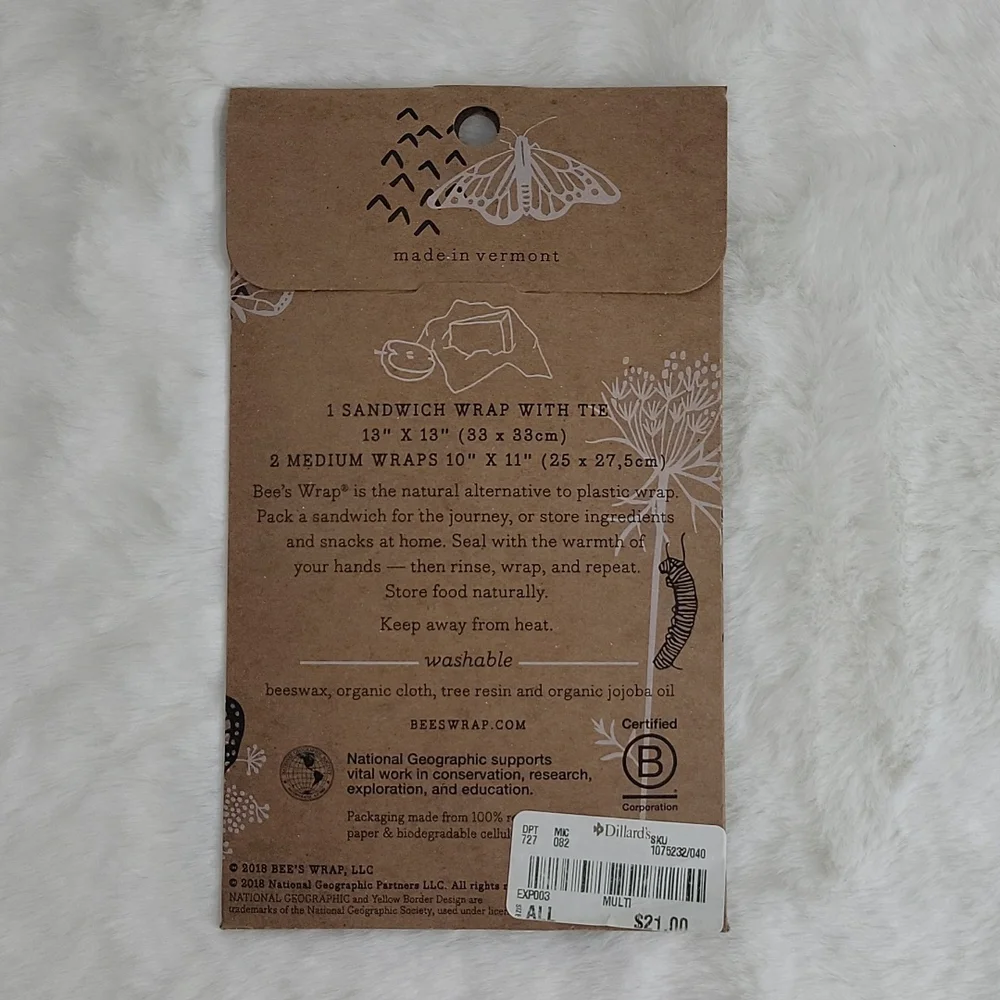 made in vermont
1 SANDWICH WRAP WITH TIE
13" X 13" (33 x 33cm)
2 MEDIUM WRAPS 10" X 11" (25 x 27,5cm)
Bee's Wrap® is the natural alternative to plastic wrap.
Pack a sandwich for the journey, or store ingredients
and snacks at home. Seal with the warmth of
your hands — then rinse, wrap, and repeat.
Store food naturally.
Keep away from heat.
washable
beeswax, organic cloth, tree resin and organic jojoba oil
BEESWRAP.COM
Certified
B
Corporation
National Geographic supports
vital work in conservation, research,
exploration, and education.
Packaging made from 100%
paper & biodegradable
© 2018 BEE'S WRAP, LLC
© 2018 National Geographic Partners LLC. All rights
NATIONAL GEOGRAPHIC and Yellow Border Design are
trademarks of the National Geographic Society, used under
DPT MIC Dillard's SKU
727 082 1075232/040
EXP003 MULTI
ALL $21.00